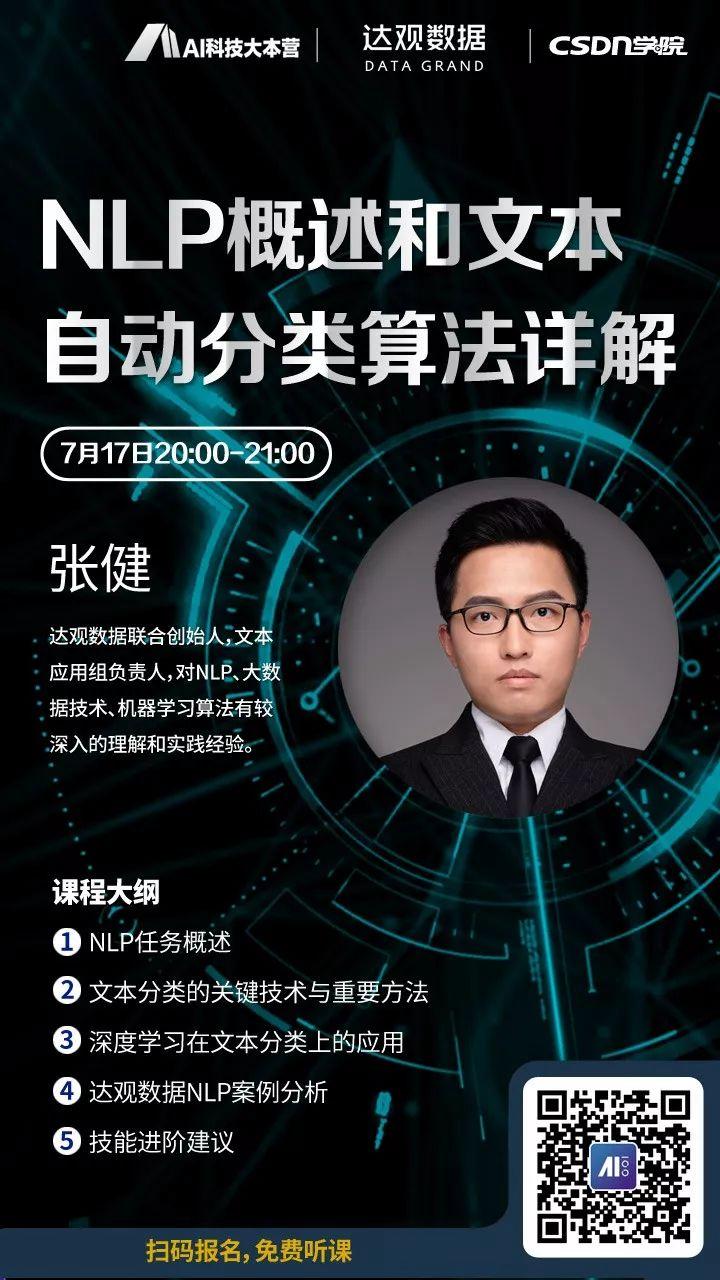 AI科技大本营
达观数据
DATA GRAND
CSDN学院
NLP概述和文本
自动分类算法详解
7月17日20:00-21:00
张健
达观数据联合创始人，文本
应用组负责人，对NLP、大数
据技术、机器学习算法有较
深入的理解和实践经验。
课程大纲
1 NLP任务概述
2 文本分类的关键技术与重要方法
3 深度学习在文本分类上的应用
4 达观数据NLP案例分析
5 技能进阶建议
AI
扫码报名，免费听课